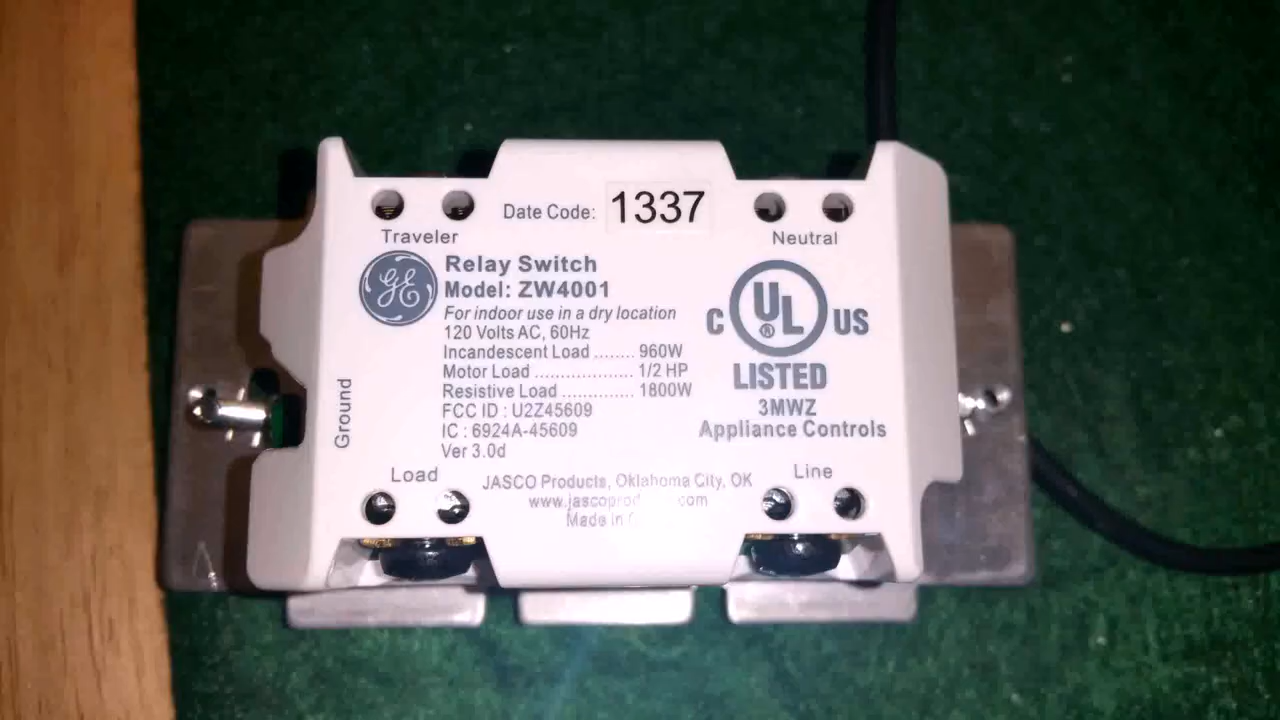 Date Code: 1337
Traveler
Neutral
GE
Relay Switch
Model: ZW4001
For indoor use in a dry location
120 Volts AC, 60Hz
Incandescent Load ........ 960W
Motor Load ................... 1/2 HP
Resistive Load .............. 1800W
FCC ID : U2Z45609
IC : 6924A-45609
Ver 3.0d
C UL US
®
LISTED
3MWZ
Appliance Controls
Ground
Load
Line
JASCO Products, Oklahoma City, OK
Made in